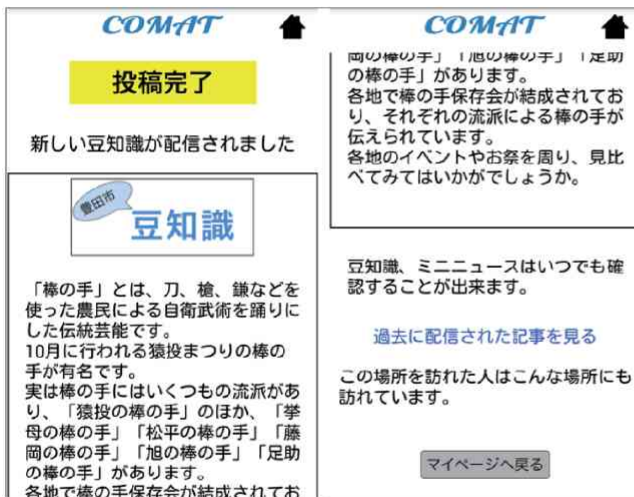 COMAT
投稿完了
新しい豆知識が配信されました
豊田市
豆知識
「棒の手」とは、刀、槍、鎌などを
使った農民による自衛武術を踊りに
した伝統芸能です。
10月に行われる猿投まつりの棒の
手が有名です。
実は棒の手にはいくつもの流派があ
り、「猿投の棒の手」のほか、「挙
母の棒の手」「松平の棒の手」「藤
岡の棒の手」「旭の棒の手」「足助
の棒の手」があります。
各地で棒の手保存会が結成されてお
COMAT
岡の棒の手」「旭の棒の手」「足助
の棒の手」があります。
各地で棒の手保存会が結成されてお
り、それぞれの流派による棒の手が
伝えられています。
各地のイベントやお祭を周り、見比
べてみてはいかがでしょうか。
豆知識、ミニニュースはいつでも確
認することが出来ます。
過去に配信された記事を見る
この場所を訪れた人はこんな場所にも
訪れています。
マイページへ戻る